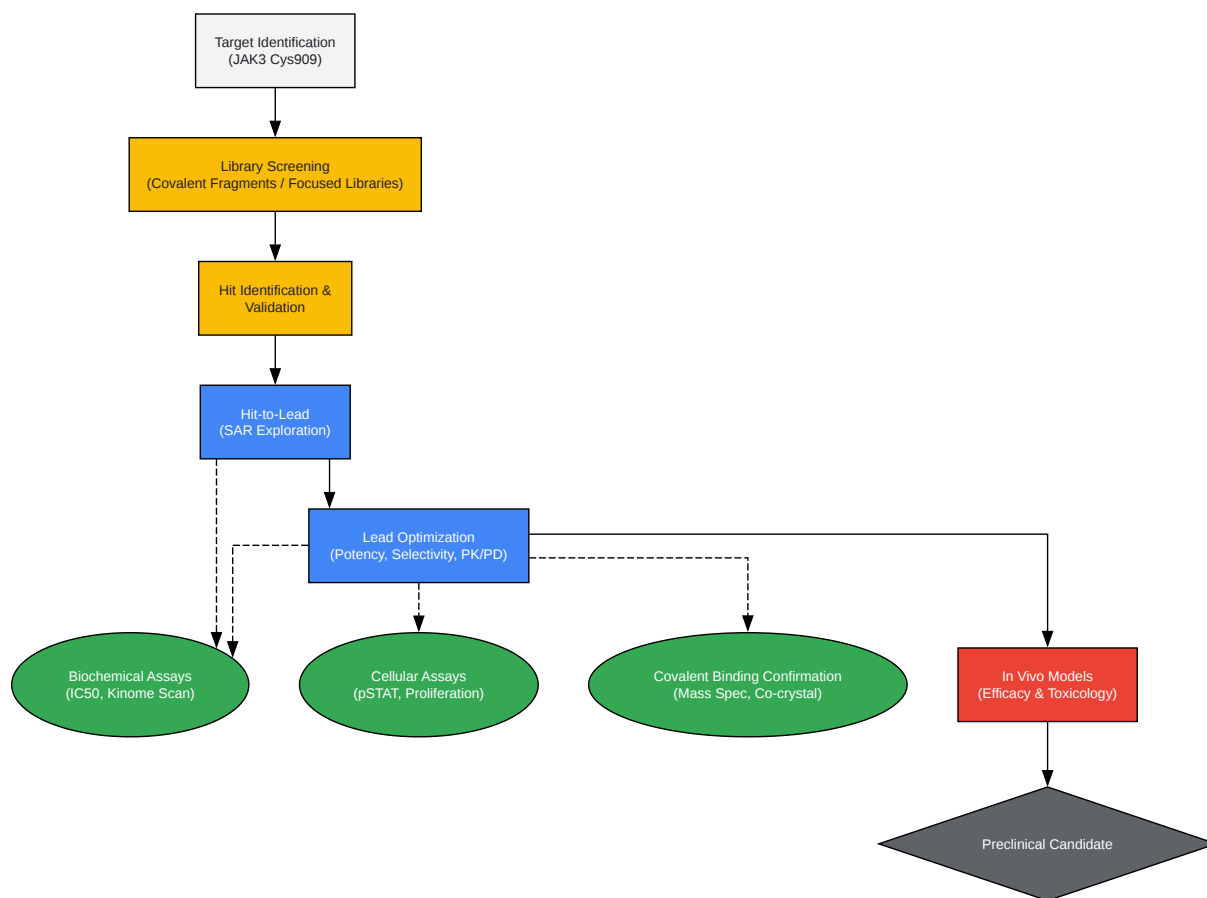 Target Identification
(JAK3 Cys909)
Library Screening
(Covalent Fragments / Focused Libraries)
Hit Identification &
Validation
Hit-to-Lead
(SAR Exploration)
Lead Optimization
(Potency, Selectivity, PK/PD)
Biochemical Assays
(IC50, Kinome Scan)
Cellular Assays
(pSTAT, Proliferation)
Covalent Binding Confirmation
(Mass Spec, Co-crystal)
In Vivo Models
(Efficacy & Toxicology)
Preclinical Candidate